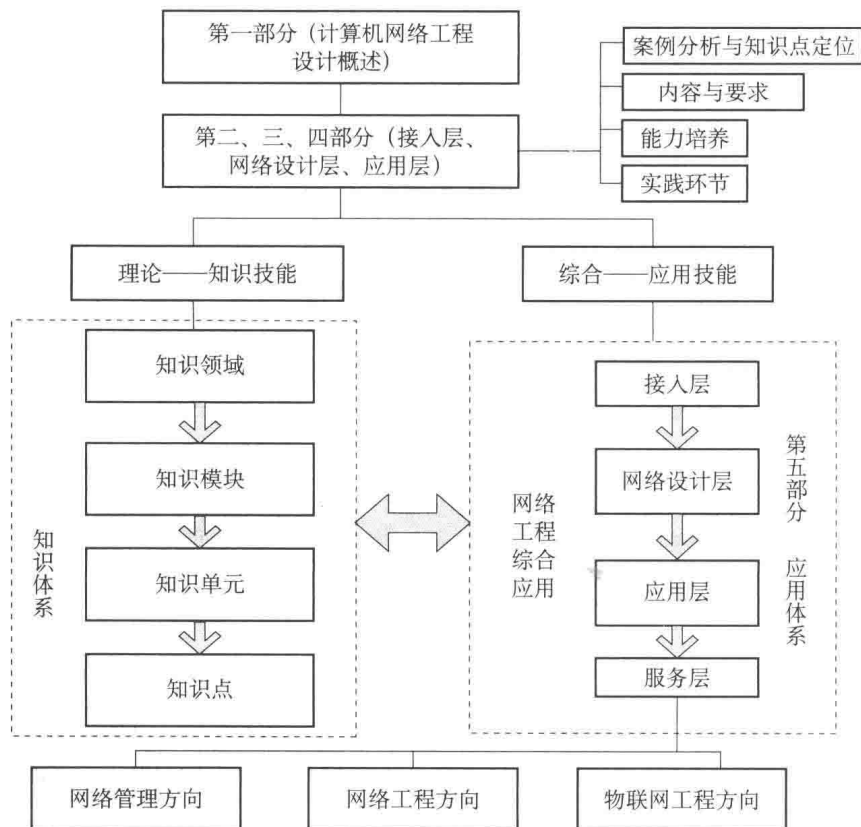 第一部分（计算机网络工程
设计概述）
案例分析与知识点定位
内容与要求
第二、三、四部分（接入层、
网络设计层、应用层）
能力培养
实践环节
理论——知识技能
综合——应用技能
知识体系
知识领域
知识模块
知识单元
知识点
网络
工程
综合
应用
接入层
网络设计层
应用层
服务层
第五部分
应用体系
网络管理方向
网络工程方向
物联网工程方向